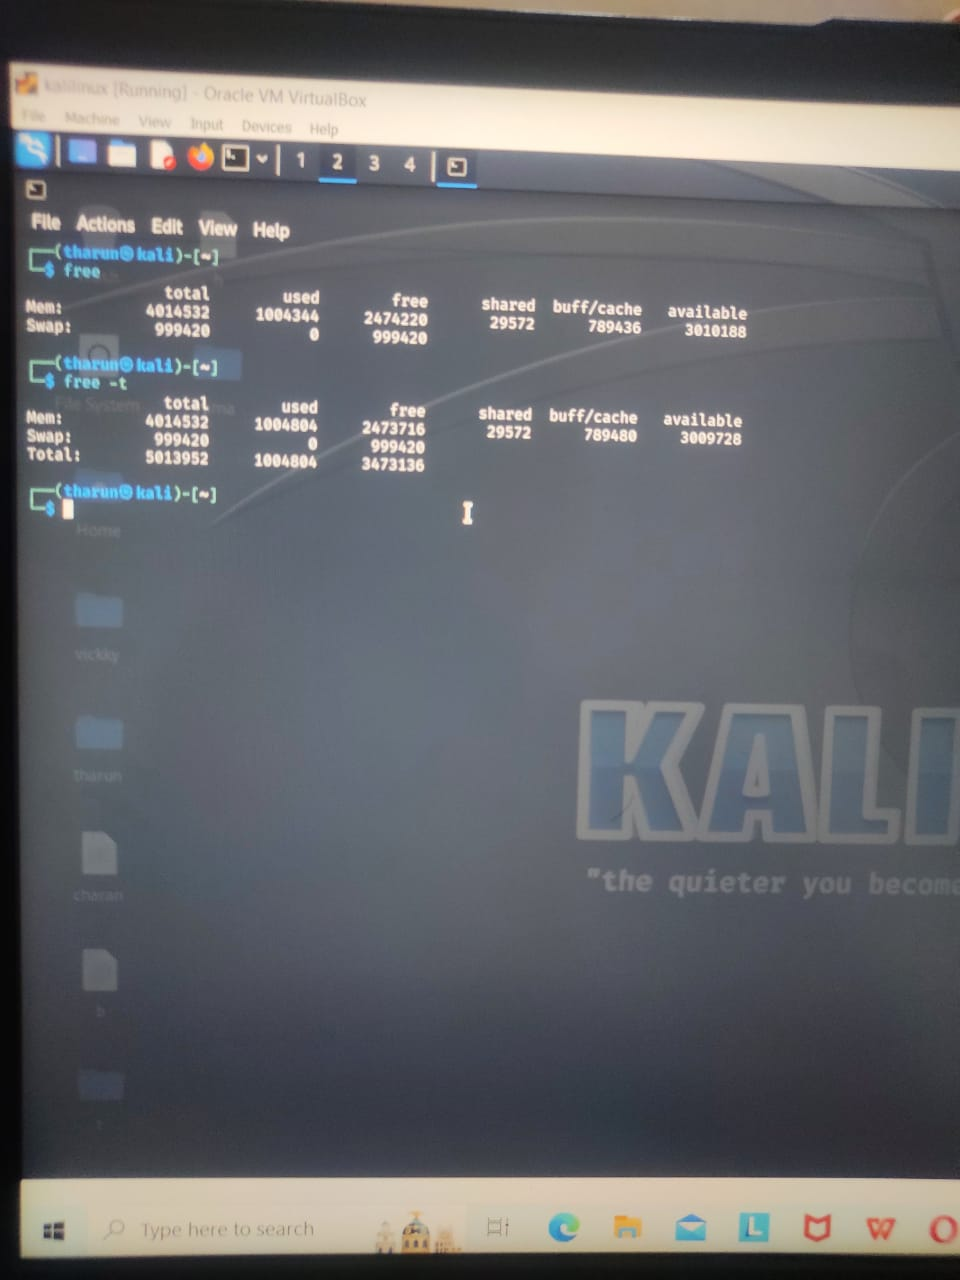 kalilinux [Running] - Oracle VM VirtualBox
File Machine View Input Devices Help
1 2 3 4
File Actions Edit View Help
(tharun㉿kali)-[~]
$ free
total used free shared buff/cache available
Mem: 4014532 1004344 2474220 29572 789436 3010188
Swap: 999420 0 999420
(tharun㉿kali)-[~]
$ free -t
File System
total used free shared buff/cache available
Mem: 4014532 1004804 2473716 29572 789480 3009728
Swap: 999420 0 999420
Total: 5013952 1004804 3473136
(tharun㉿kali)-[~]
$
Home
vickky
tharun
charan
b
KALI
"the quieter you become
Type here to search